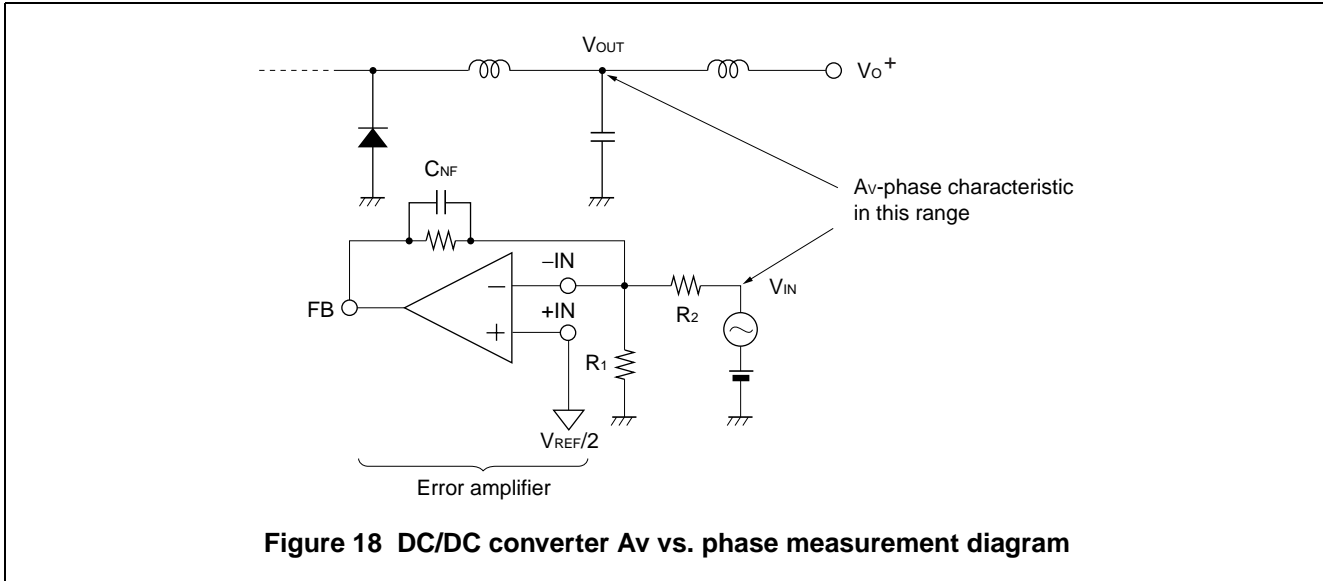 VOUT
VO+
CNF
AV-phase characteristic
in this range
−IN
−
VIN
FB
+IN
R2
+
R1
VREF/2
Error amplifier
Figure 18 DC/DC converter Av vs. phase measurement diagram